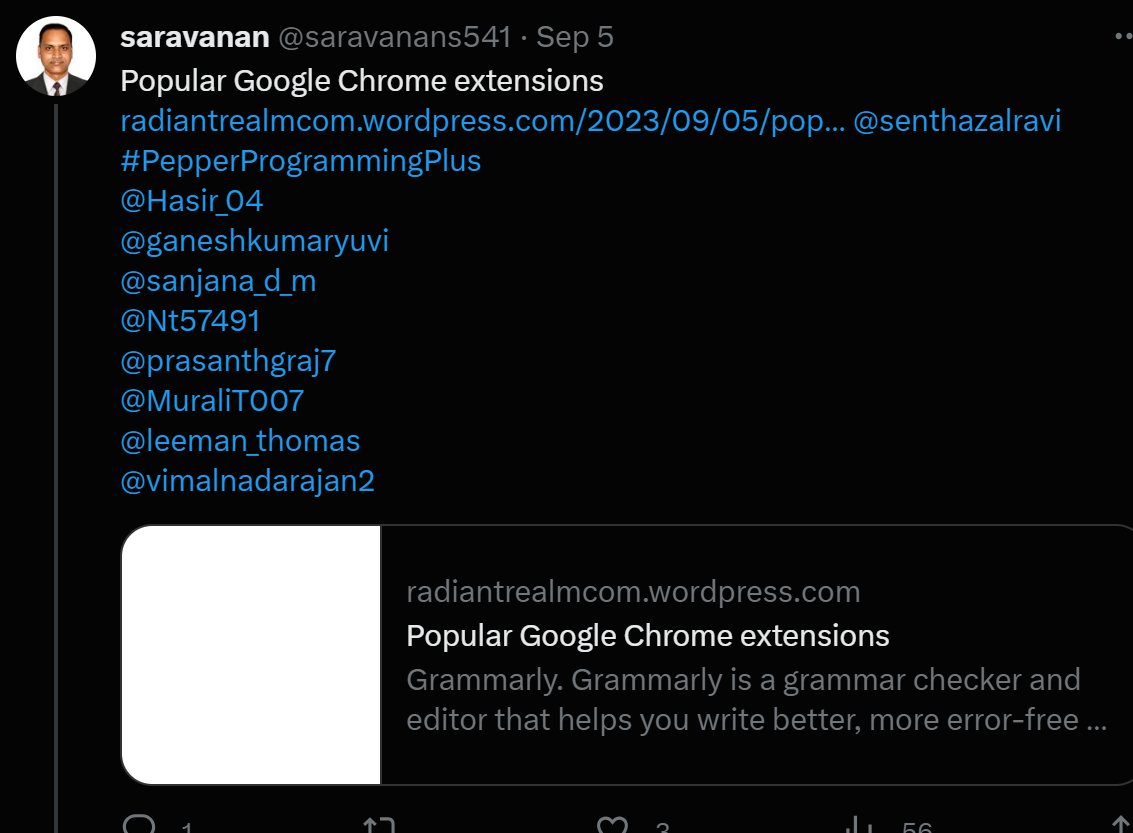 saravanan @saravanans541 · Sep 5
Popular Google Chrome extensions
radiantrealmcom.wordpress.com/2023/09/05/pop... @senthazalravi
#PepperProgrammingPlus
@Hasir_04
@ganeshkumaryuvi
@sanjana_d_m
@Nt57491
@prasanthgraj7
@MuraliT007
@leeman_thomas
@vimalnadarajan2
radiantrealmcom.wordpress.com
Popular Google Chrome extensions
Grammarly. Grammarly is a grammar checker and
editor that helps you write better, more error-free ...
1 3 56